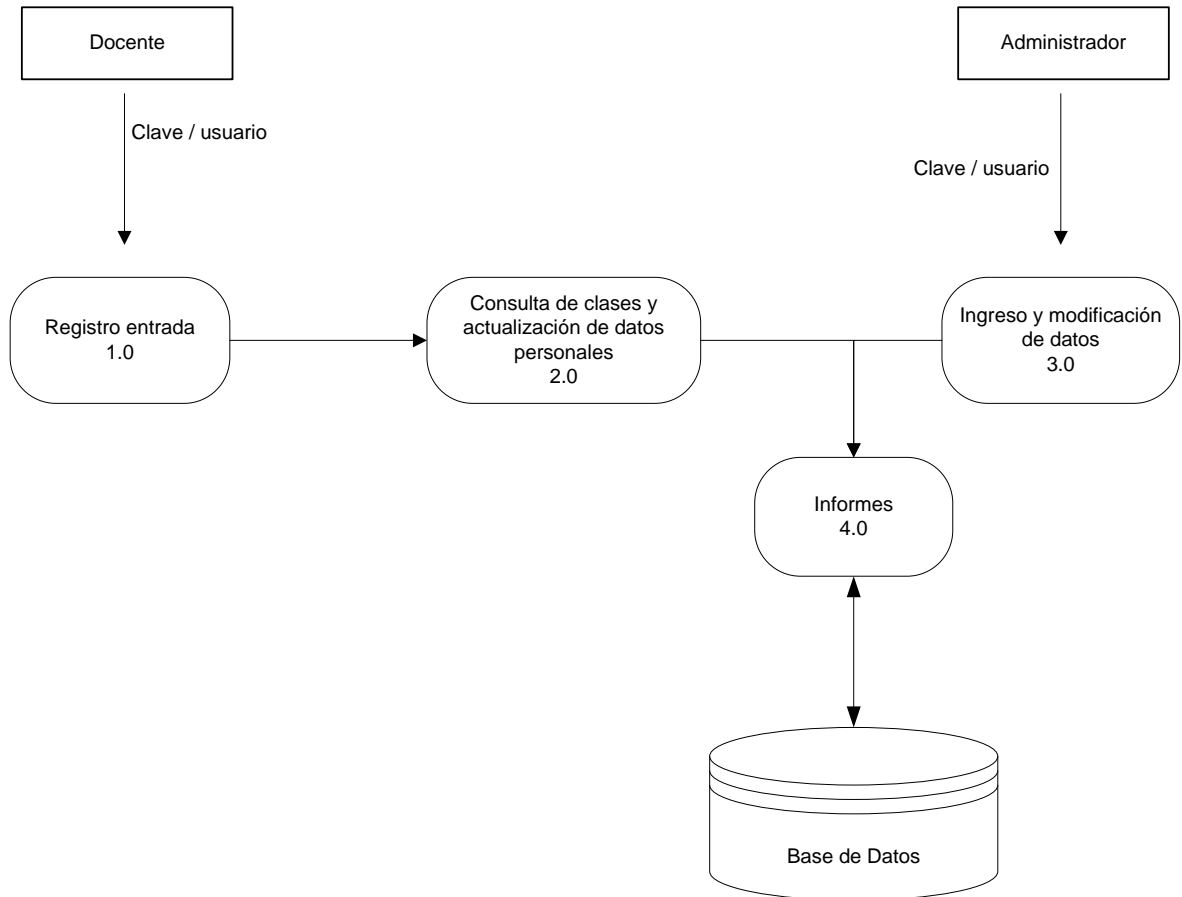 Docente
Administrador
Clave / usuario
Clave / usuario
Registro entrada
1.0
Consulta de clases y
actualización de datos
personales
2.0
Ingreso y modificación
de datos
3.0
Informes
4.0
Base de Datos